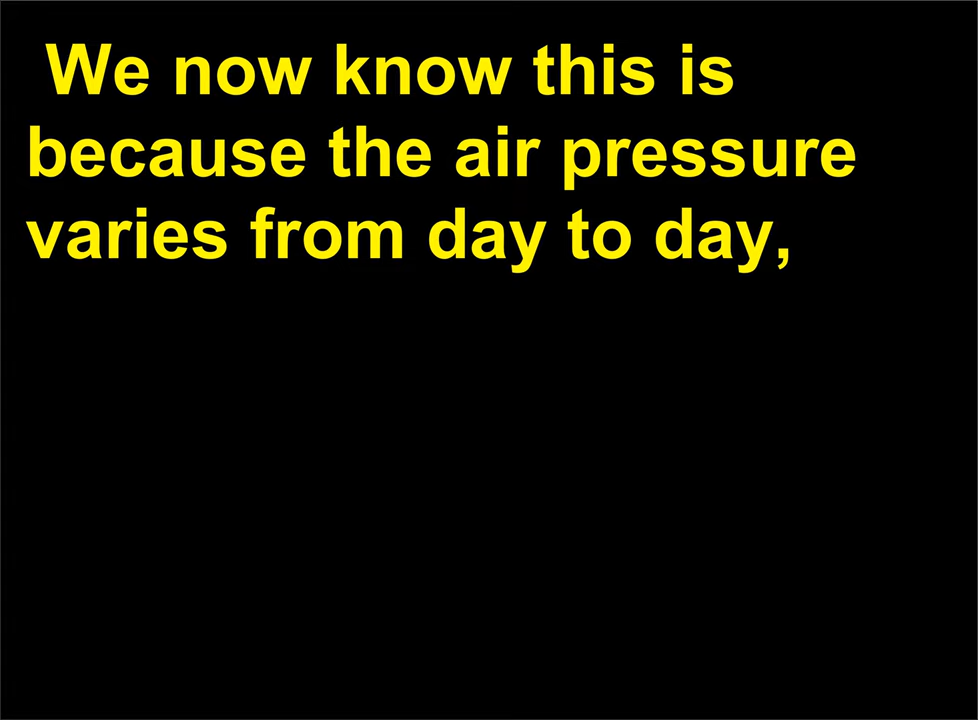 We now know this is
because the air pressure
varies from day to day,